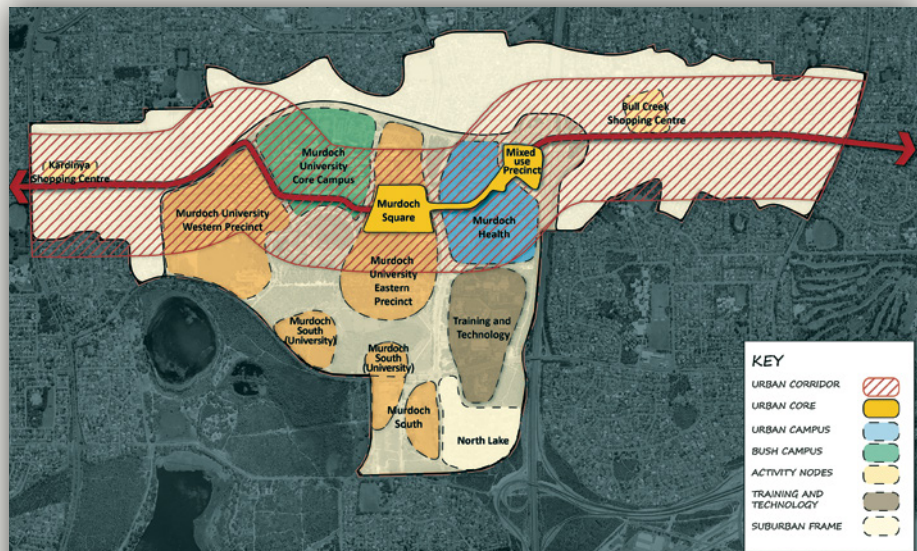 Bull Creek
Shopping Centre
Kardinya
Shopping Centre
Murdoch
University
Core Campus
Mixed
use
Precinct
Murdoch
Square
Murdoch University
Western Precinct
Murdoch
Health
Murdoch
University
Eastern
Precinct
Murdoch
South
(University)
Training and
Technology
Murdoch
South
(University)
Murdoch
South
North Lake
KEY
URBAN CORRIDOR
URBAN CORE
URBAN CAMPUS
BUSH CAMPUS
ACTIVITY NODES
TRAINING AND
TECHNOLOGY
SUBURBAN FRAME